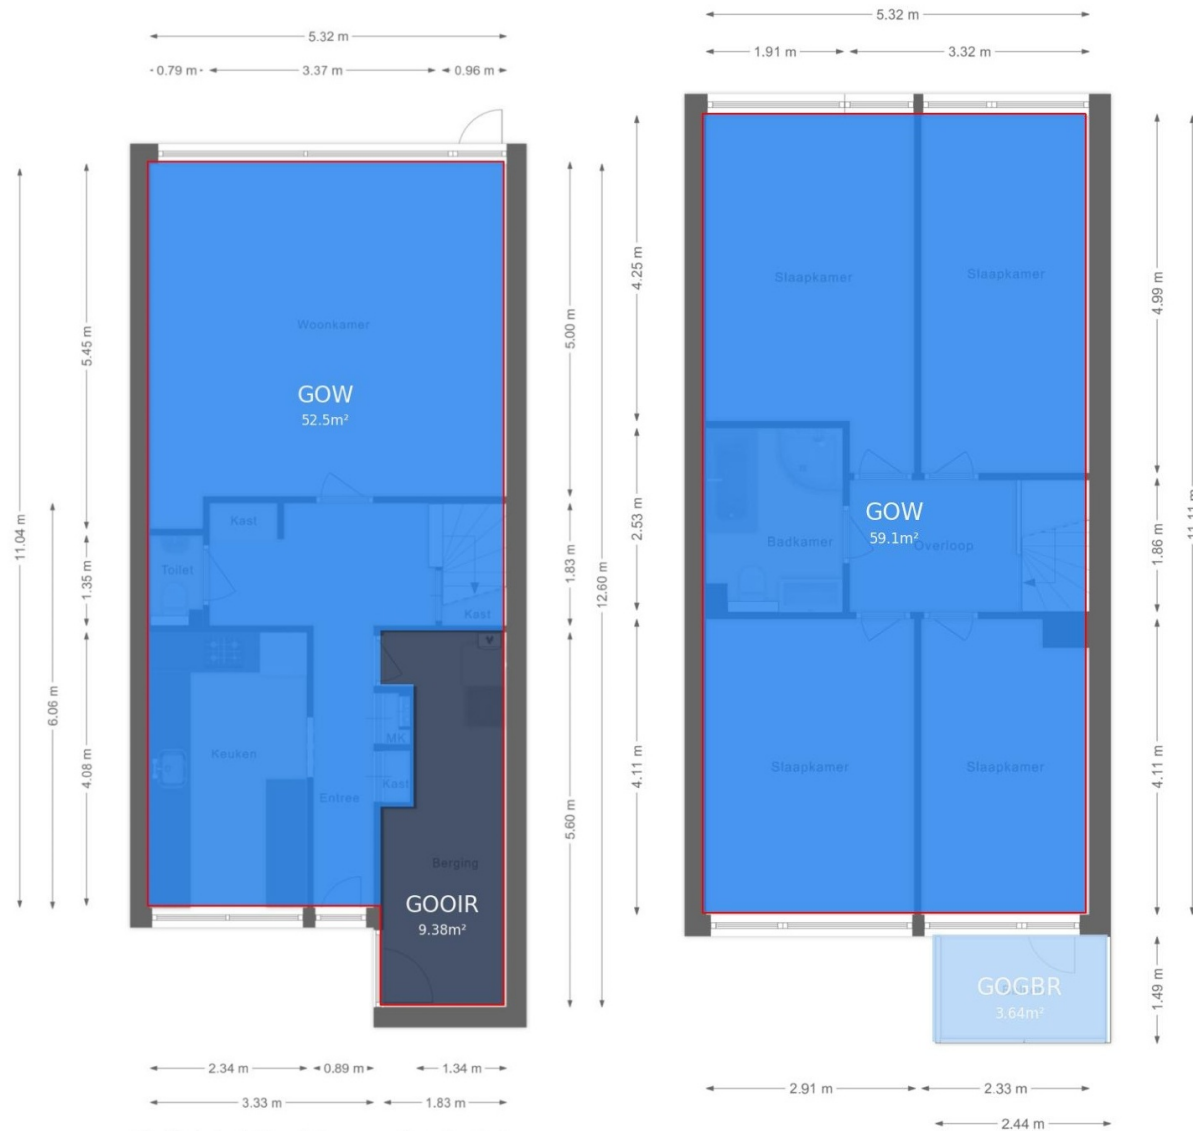 5.32 m
0.79 m
3.37 m
0.96 m
11.04 m
5.45 m
1.35 m
6.06 m
4.08 m
Woonkamer
GOW
52.5m²
Kast
Toilet
Kast
Keuken
MK
Kast
Entree
Berging
GOOIR
9.38m²
5.00 m
1.83 m
12.60 m
5.60 m
2.34 m
0.89 m
1.34 m
3.33 m
1.83 m
5.32 m
1.91 m
3.32 m
4.25 m
2.53 m
4.11 m
Slaapkamer
Slaapkamer
GOW
59.1m²
Badkamer
Overloop
Slaapkamer
Slaapkamer
GOGBR
3.64m²
4.99 m
1.86 m
11.11 m
4.11 m
1.49 m
2.91 m
2.33 m
2.44 m